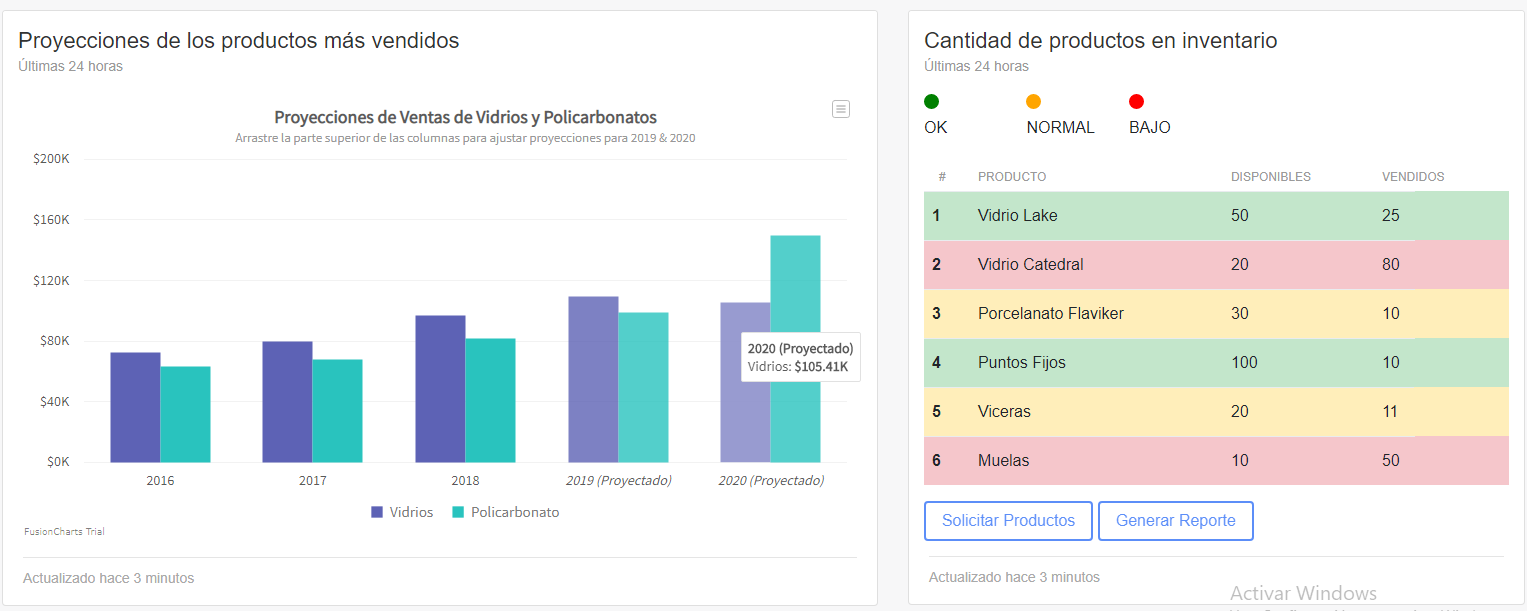 Proyecciones de los productos más vendidos
Últimas 24 horas
Proyecciones de Ventas de Vidrios y Policarbonatos
Arrastre la parte superior de las columnas para ajustar proyecciones para 2019 & 2020
$200K
$160K
$120K
$80K
$40K
$0K
2020 (Proyectado)
Vidrios: $105.41K
2016 2017 2018 2019 (Proyectado) 2020 (Proyectado)
Vidrios Policarbonato
FusionCharts Trial
Actualizado hace 3 minutos
Cantidad de productos en inventario
Últimas 24 horas
OK NORMAL BAJO
# PRODUCTO DISPONIBLES VENDIDOS
1 Vidrio Lake 50 25
2 Vidrio Catedral 20 80
3 Porcelanato Flaviker 30 10
4 Puntos Fijos 100 10
5 Viceras 20 11
6 Muelas 10 50
Solicitar Productos Generar Reporte
Actualizado hace 3 minutos
Activar Windows